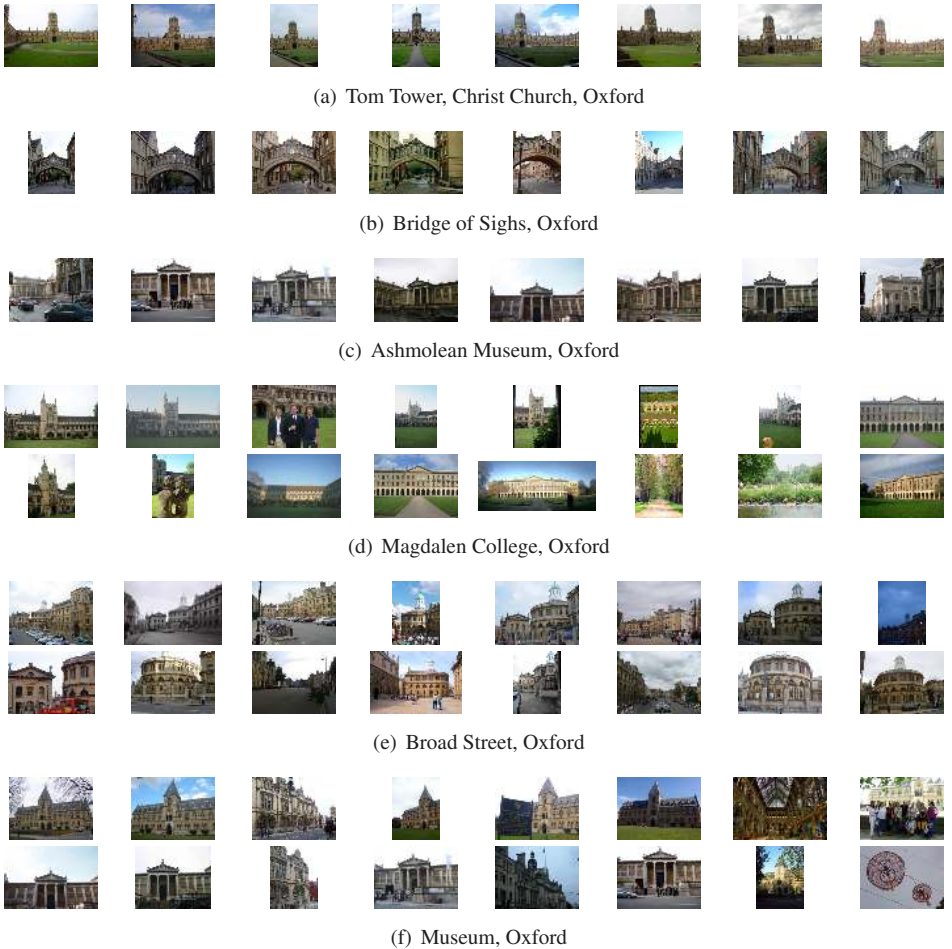 (a) Tom Tower, Christ Church, Oxford
(b) Bridge of Sighs, Oxford
(c) Ashmolean Museum, Oxford
(d) Magdalen College, Oxford
(e) Broad Street, Oxford
(f) Museum, Oxford